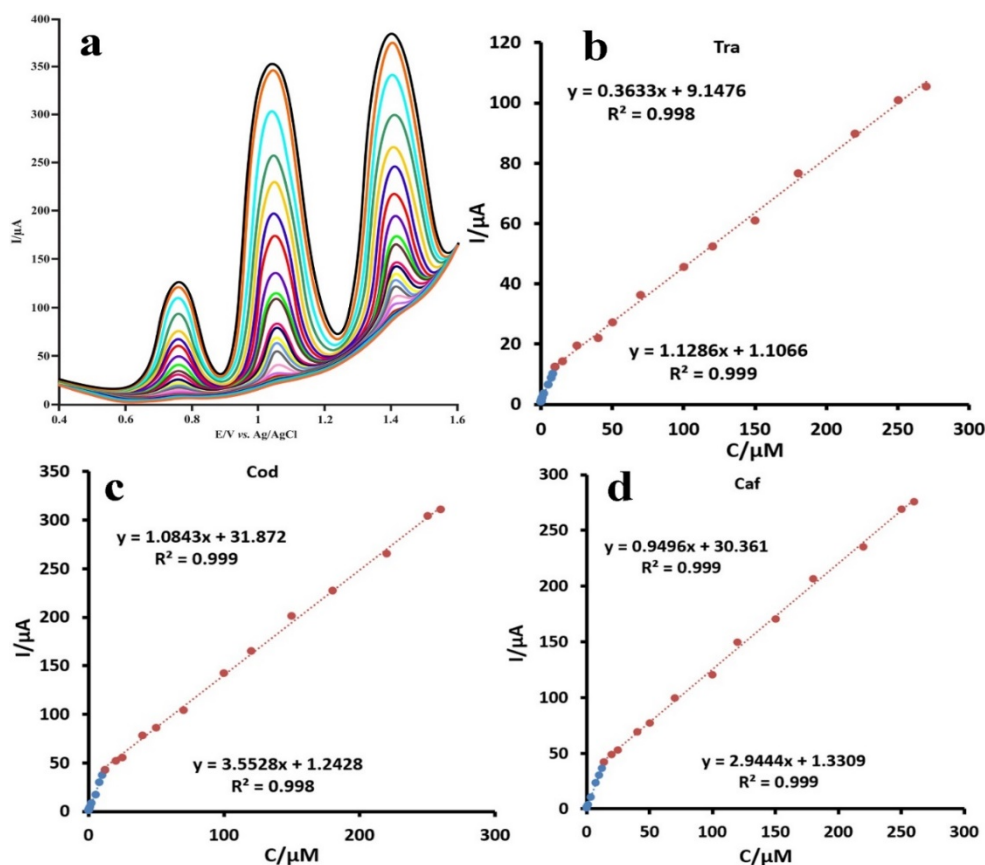 a
400
350
300
250
200
150
100
50
0
I/μA
0.4 0.6 0.8 1 1.2 1.4 1.6
E/V vs. Ag/AgCl
b
Tra
y = 0.3633x + 9.1476
R² = 0.998
y = 1.1286x + 1.1066
R² = 0.999
120
100
80
60
40
20
0
I/μA
0 50 100 150 200 250 300
C/μM
c
Cod
y = 1.0843x + 31.872
R² = 0.999
y = 3.5528x + 1.2428
R² = 0.998
350
300
250
200
150
100
50
0
I/μA
0 100 200 300
C/μM
d
Caf
y = 0.9496x + 30.361
R² = 0.999
y = 2.9444x + 1.3309
R² = 0.999
300
250
200
150
100
50
0
I/μA
0 50 100 150 200 250 300
C/μM